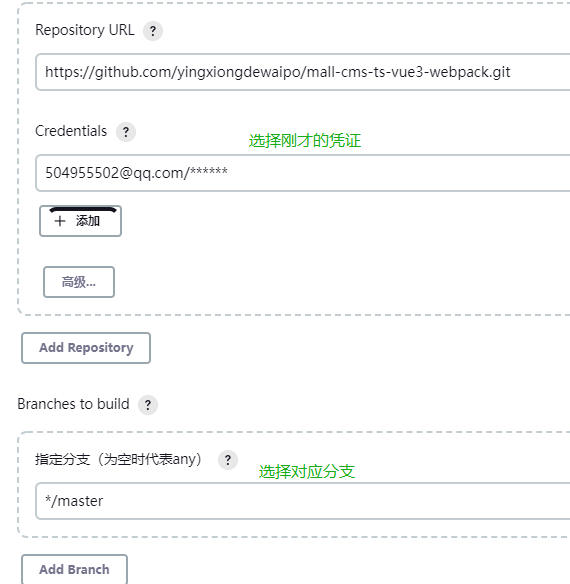 Repository URL ?
https://github.com/yingxiongdewaipo/mall-cms-ts-vue3-webpack.git
Credentials ?
选择刚才的凭证
504955502@qq.com/******
+ 添加
高级...
Add Repository
Branches to build ?
指定分支（为空时代表any） ?
选择对应分支
*/master
Add Branch